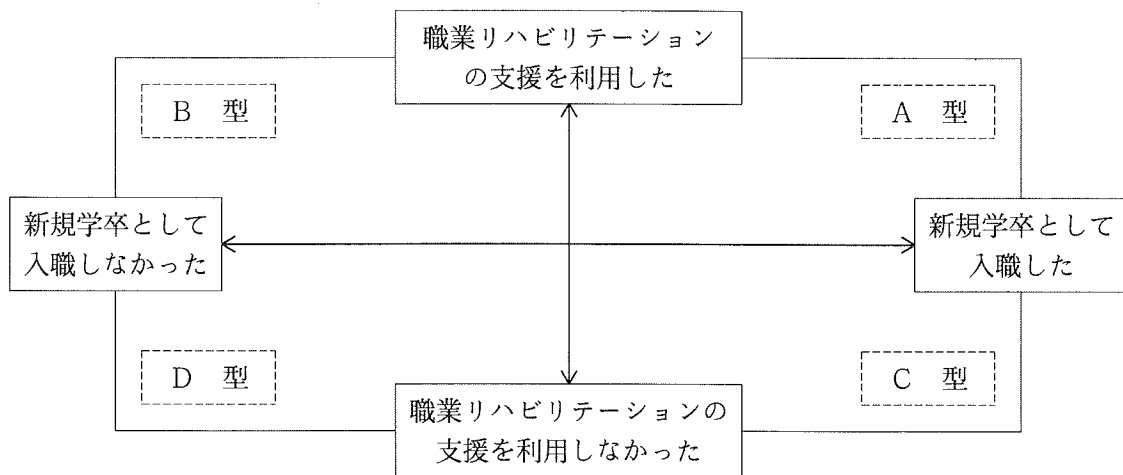 職業リハビリテーション
の支援を利用した
B 型
A 型
新規学卒として
入職しなかった
新規学卒として
入職した
D 型
C 型
職業リハビリテーションの
支援を利用しなかった